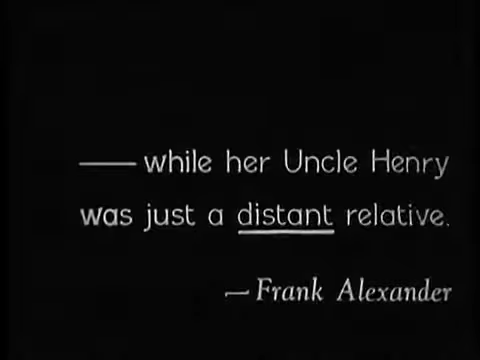 — while her Uncle Henry
was just a distant relative.
— Frank Alexander